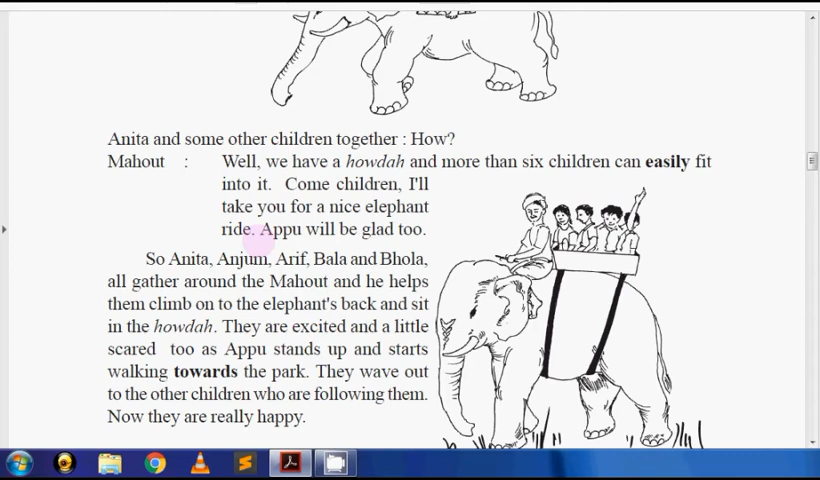 Anita and some other children together : How?
Mahout : Well, we have a howdah and more than six children can easily fit
into it. Come children, I'll
take you for a nice elephant
ride. Appu will be glad too.
So Anita, Anjum, Arif, Bala and Bhola,
all gather around the Mahout and he helps
them climb on to the elephant's back and sit
in the howdah. They are excited and a little
scared too as Appu stands up and starts
walking towards the park. They wave out
to the other children who are following them.
Now they are really happy.